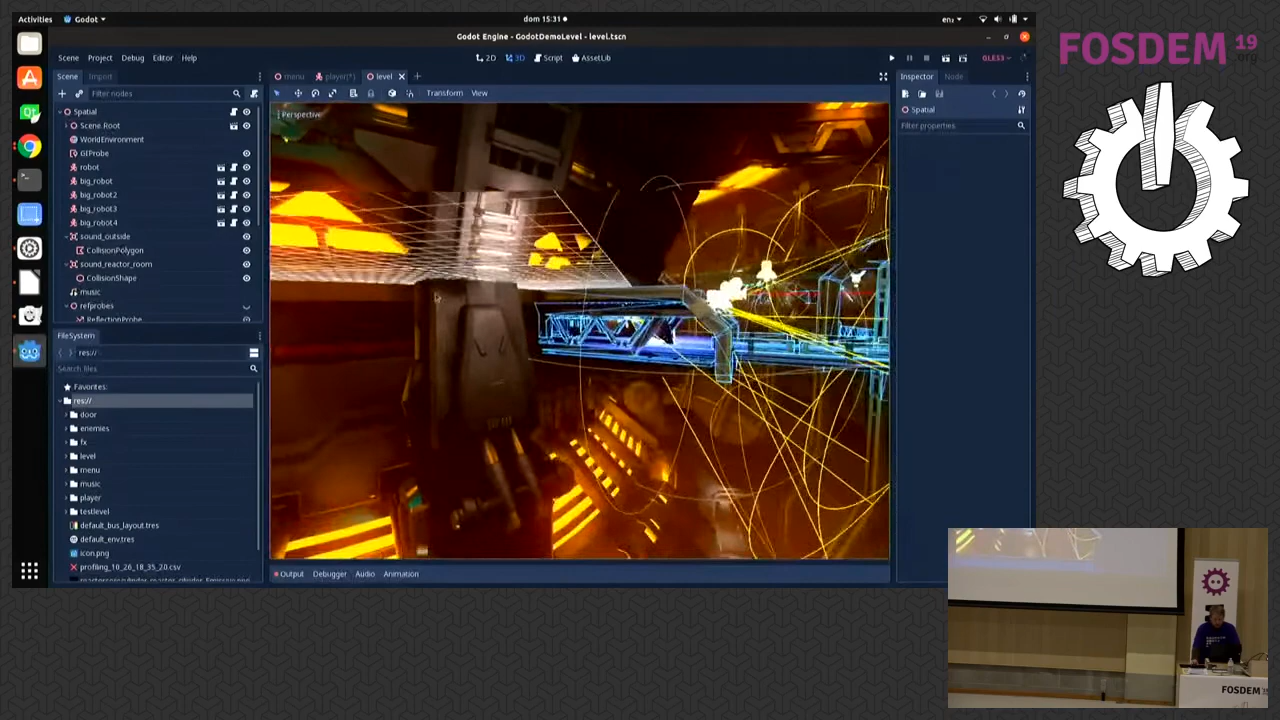 Activities
Godot
dom 15:31
en
Godot Engine - GodotDemoLevel - level.tscn
Scene Project Debug Editor Help
2D 3D Script AssetLib
GLES3
Scene Import
menu player(*) level
Inspector Node
Filter nodes
Transform View
Perspective
Spatial
Filter properties
Spatial
Scene Root
WorldEnvironment
GIProbe
robot
big_robot
big_robot2
big_robot3
big_robot4
sound_outside
CollisionPolygon
sound_reactor_room
CollisionShape
music
refprobes
ReflectionProbe
FileSystem
res://
Search files
Favorites:
res://
door
enemies
fx
level
menu
music
player
testlevel
default_bus_layout.tres
default_env.tres
icon.png
profiling_10_26_18_35_20.csv
Output Debugger Audio Animation
FOSDEM 19
.org
FOSDEM